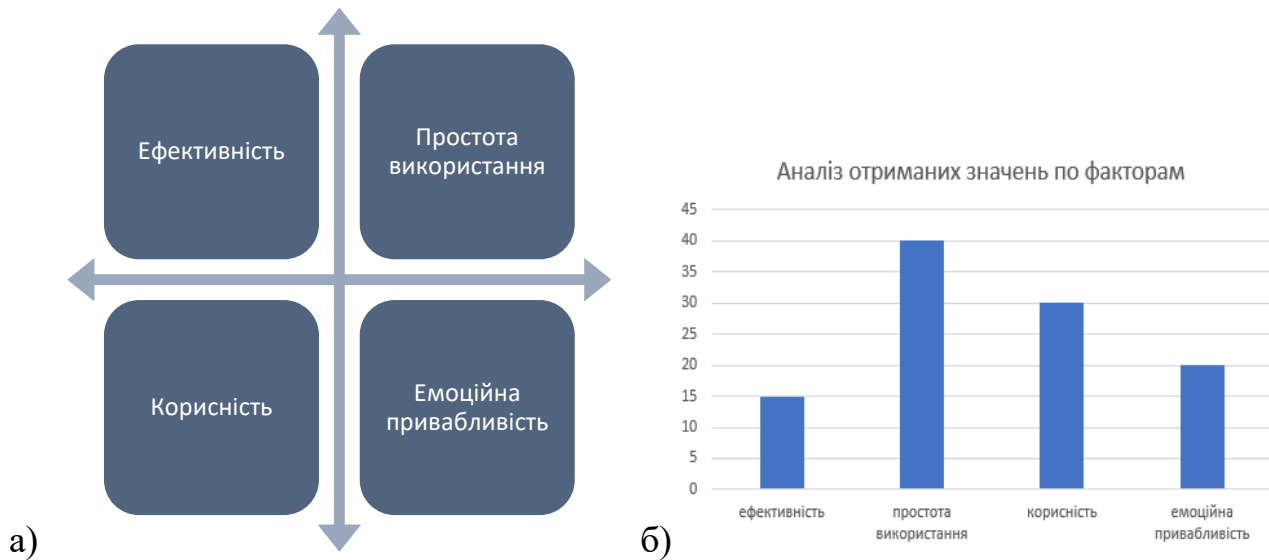 Ефективність
Простота
використання
Корисність
Емоційна
привабливість
а)
Аналіз отриманих значень по факторам
45
40
35
30
25
20
15
10
5
0
ефективність
простота
використання
корисність
емоційна
привабливість
б)